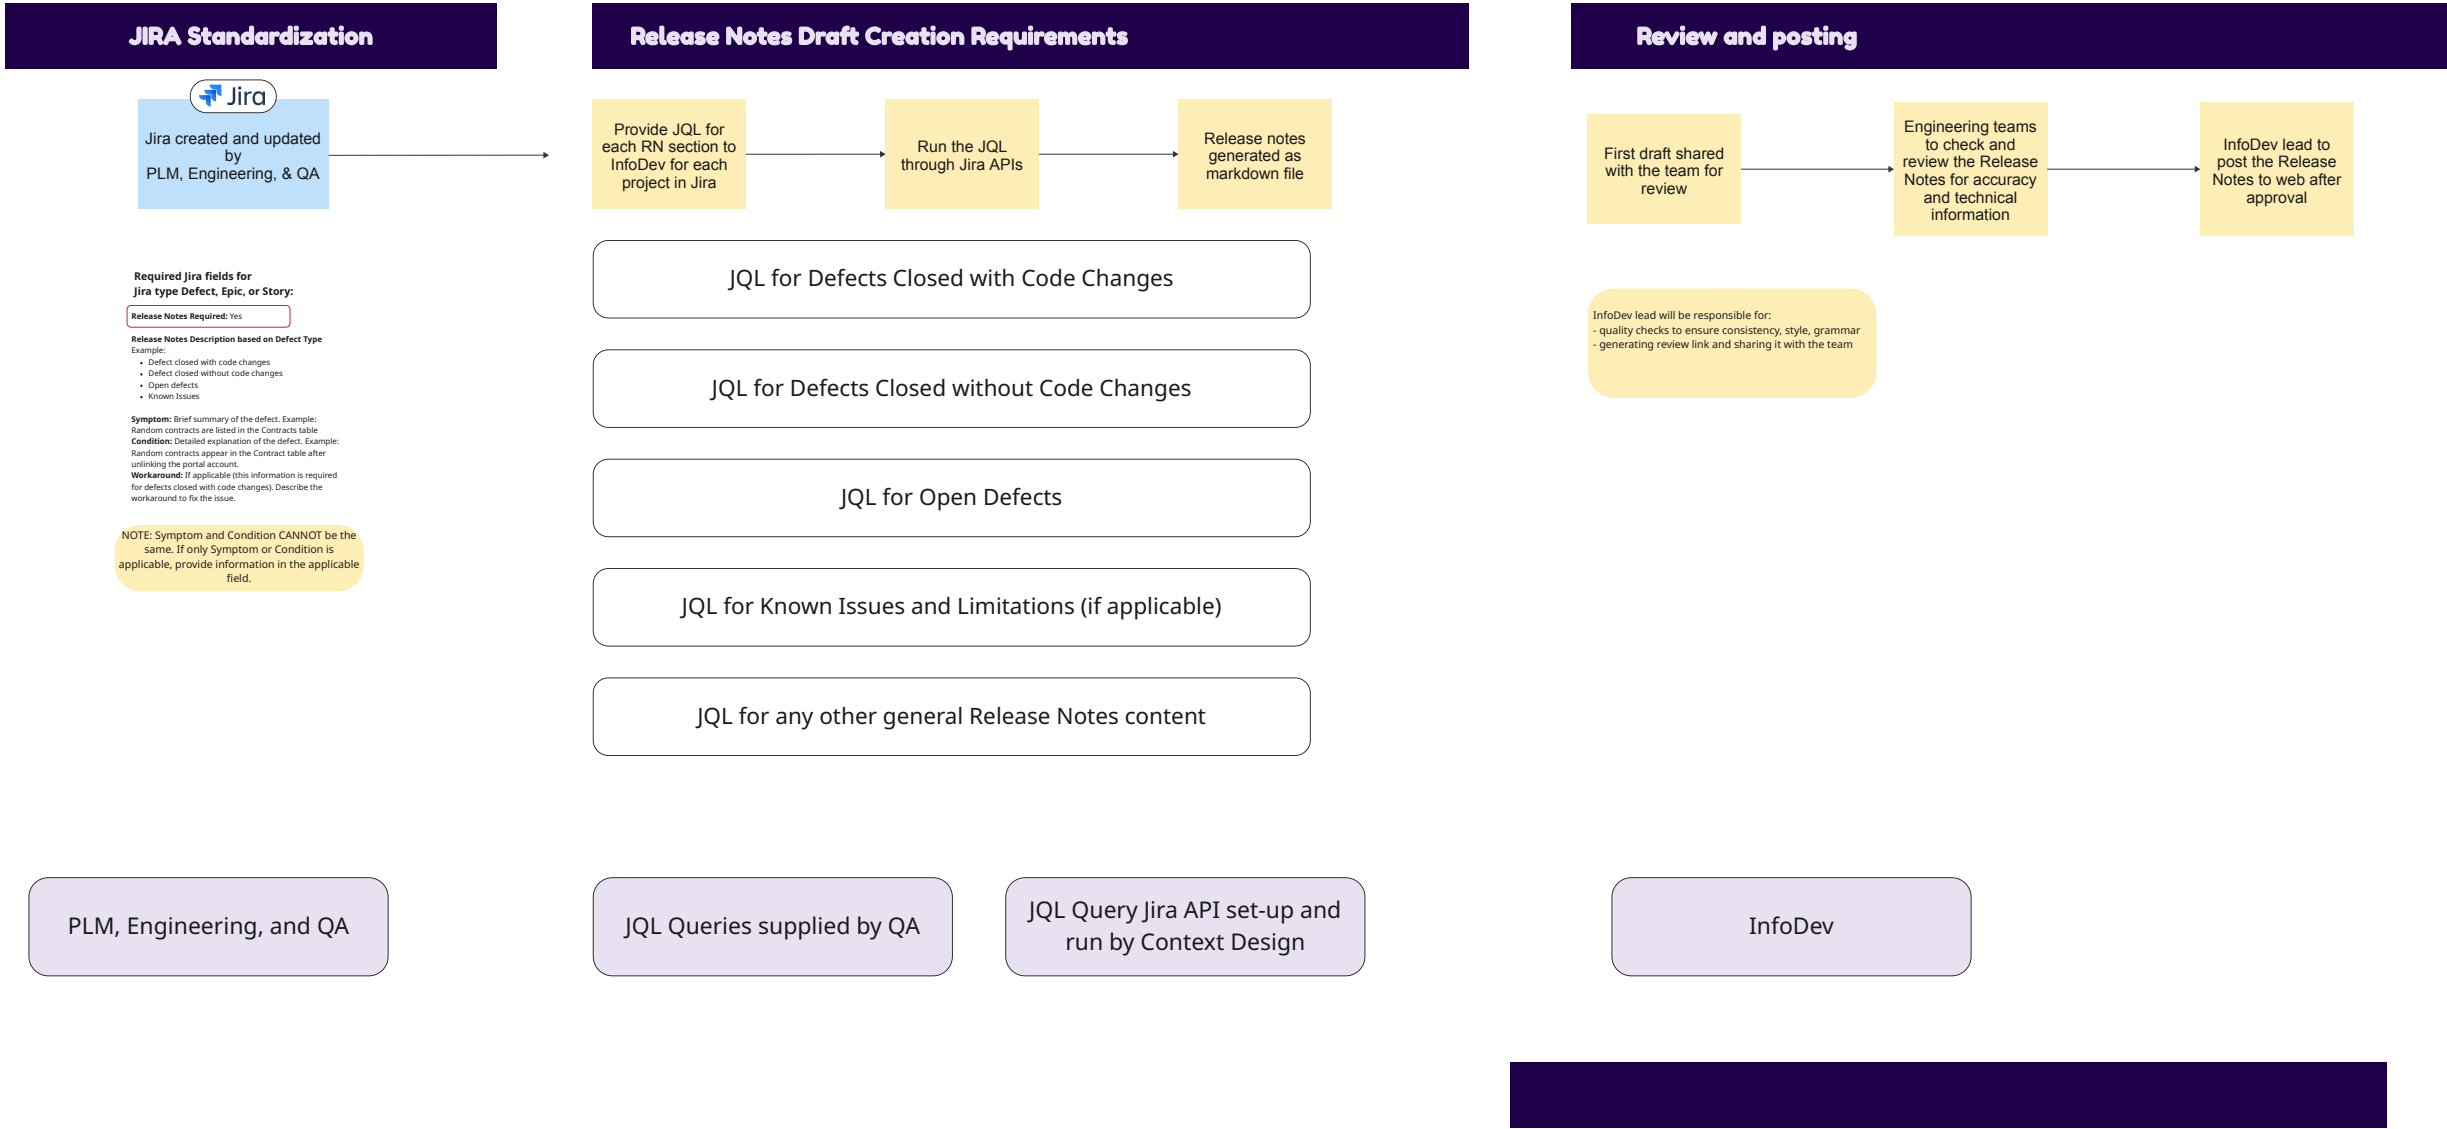 JIRA Standardization
Jira
Jira created and updated
by
PLM, Engineering, & QA
Required Jira fields for
Jira type Defect, Epic, or Story:
Release Notes Required: Yes
Release Notes Description based on Defect Type
Example:
• Defect closed with code changes
• Defect closed without code changes
• Open defects
• Known Issues
Symptom: Brief summary of the defect. Example:
Random contracts are listed in the Contracts table
Condition: Detailed explanation of the defect. Example:
Random contracts appear in the Contract table after
unlinking the portal account.
Workaround: If applicable (this information is required
for defects closed with code changes). Describe the
workaround to fix the issue.
NOTE: Symptom and Condition CANNOT be the
same. If only Symptom or Condition is
applicable, provide information in the applicable
field.
PLM, Engineering, and QA
Release Notes Draft Creation Requirements
Provide JQL for
each RN section to
InfoDev for each
project in Jira
Run the JQL
through Jira APIs
Release notes
generated as
markdown file
JQL for Defects Closed with Code Changes
JQL for Defects Closed without Code Changes
JQL for Open Defects
JQL for Known Issues and Limitations (if applicable)
JQL for any other general Release Notes content
JQL Queries supplied by QA
JQL Query Jira API set-up and
run by Context Design
Review and posting
First draft shared
with the team for
review
Engineering teams
to check and
review the Release
Notes for accuracy
and technical
information
InfoDev lead to
post the Release
Notes to web after
approval
InfoDev lead will be responsible for:
- quality checks to ensure consistency, style, grammar
- generating review link and sharing it with the team
InfoDev